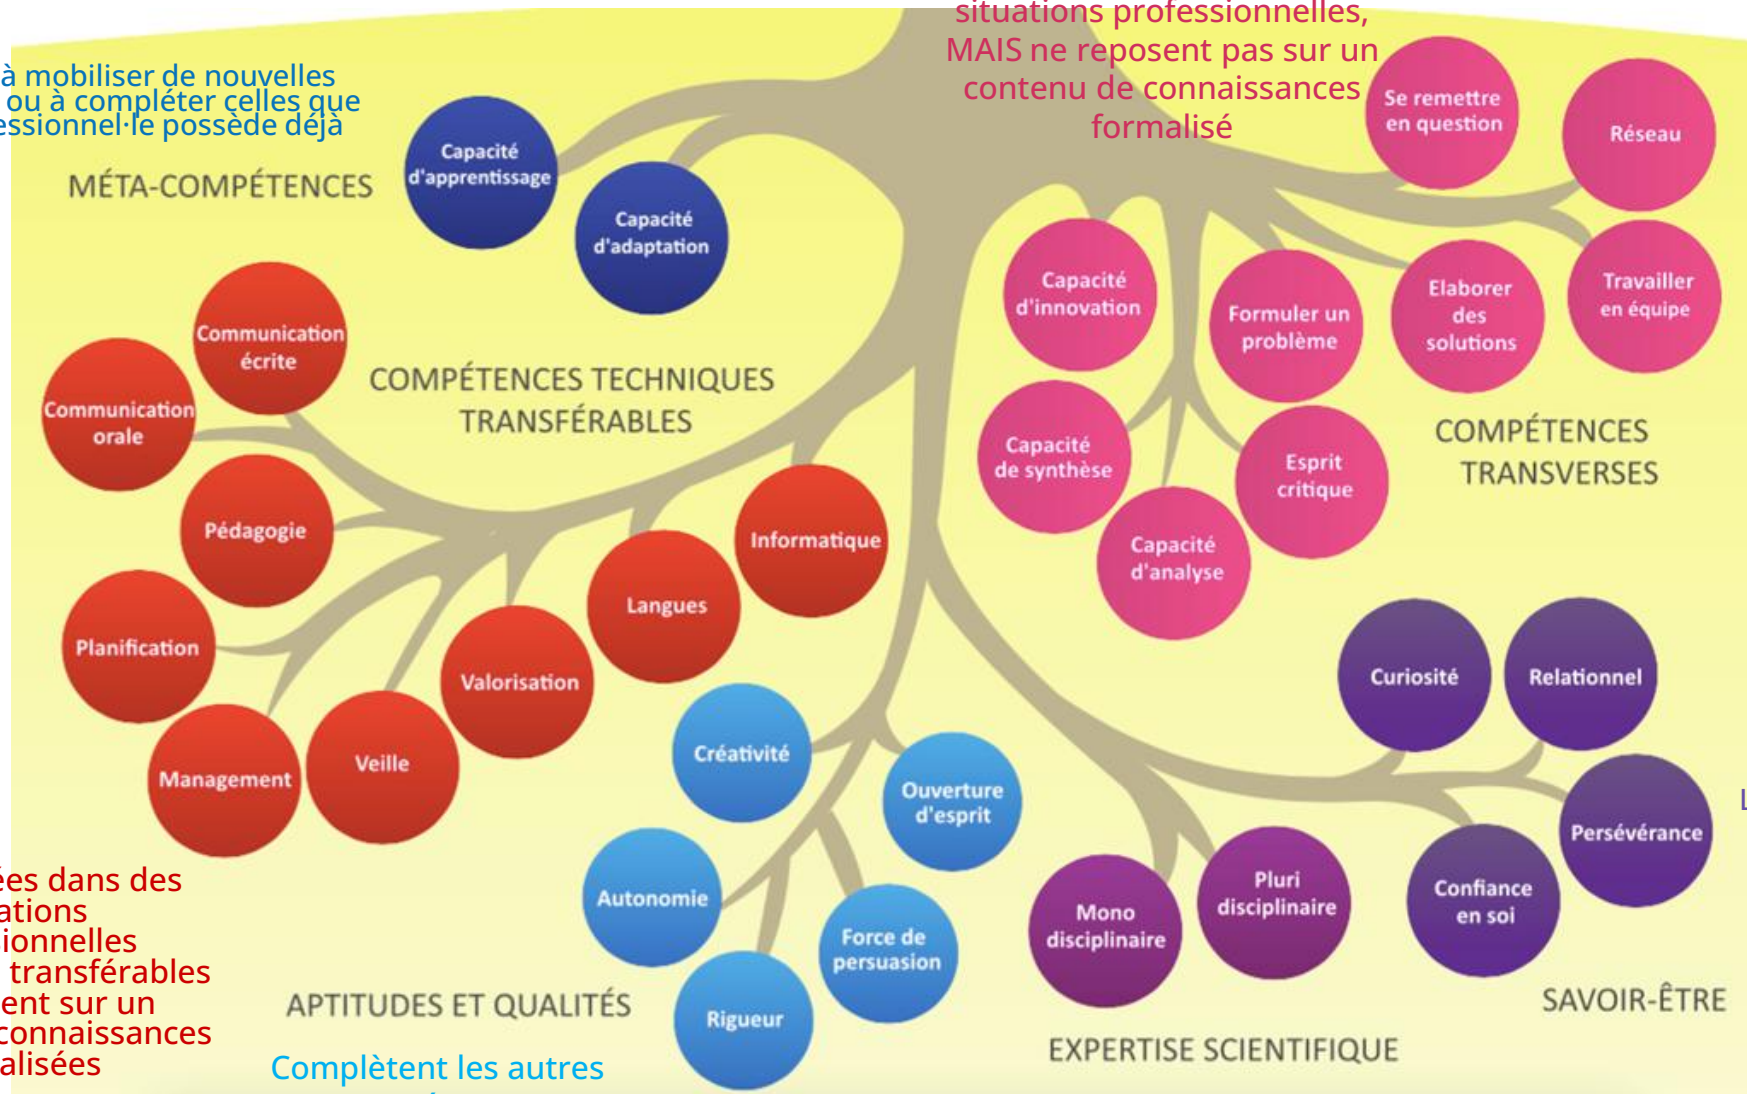 situations professionnelles,
MAIS ne reposent pas sur un
contenu de connaissances
formalisé
à mobiliser de nouvelles
ou à compléter celles que
essionnel·le possède déjà
MÉTA-COMPÉTENCES
Capacité
d'apprentissage
Capacité
d'adaptation
Se remettre
en question
Réseau
Capacité
d'innovation
Formuler un
problème
Elaborer
des
solutions
Travailler
en équipe
Capacité
de synthèse
Esprit
critique
Capacité
d'analyse
COMPÉTENCES
TRANSVERSES
Communication
écrite
Communication
orale
COMPÉTENCES TECHNIQUES
TRANSFÉRABLES
Pédagogie
Informatique
Langues
Planification
Valorisation
Management
Veille
Créativité
Ouverture
d'esprit
Autonomie
Force de
persuasion
Rigueur
APTITUDES ET QUALITÉS
Complètent les autres
Curiosité
Relationnel
Persévérance
Confiance
en soi
SAVOIR-ÊTRE
Mono
disciplinaire
Pluri
disciplinaire
EXPERTISE SCIENTIFIQUE
ées dans des
ations
sionnelles
transférables
ent sur un
connaissances
alisées